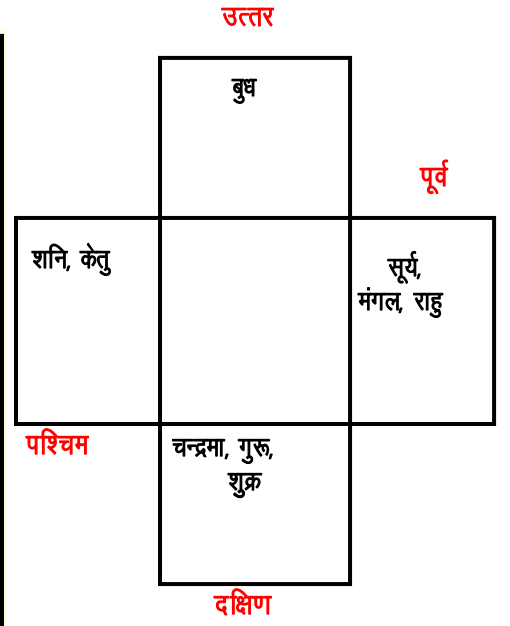 उत्तर
बुध
पूर्व
शनि, केतु
सूर्य,
मंगल, राहु
पश्चिम
चन्द्रमा, गुरू,
शुक्र
दक्षिण